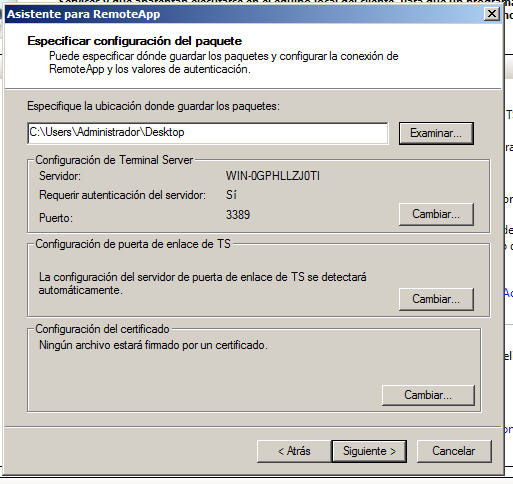 Asistente para RemoteApp
Especificar configuración del paquete
Puede especificar dónde guardar los paquetes y configurar la conexión de
RemoteApp y los valores de autenticación.
Especifique la ubicación donde guardar los paquetes:
C:\Users\Administrador\Desktop
Examinar...
Configuración de Terminal Server
Servidor: WIN-0GPHLLZJ0TI
Requerir autenticación del servidor: Sí
Puerto: 3389
Cambiar...
Configuración de puerta de enlace de TS
La configuración del servidor de puerta de enlace de TS se detectará
automáticamente.
Cambiar...
Configuración del certificado
Ningún archivo estará firmado por un certificado.
Cambiar...
< Atrás
Siguiente >
Cancelar